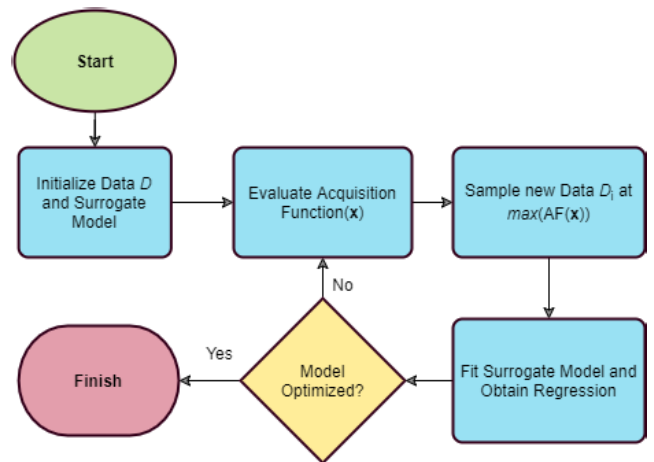 Start
Initialize Data D
and Surrogate
Model
Evaluate Acquisition
Function(x)
Sample new Data Di at
max(AF(x))
Fit Surrogate Model and
Obtain Regression
Model
Optimized?
No
Yes
Finish